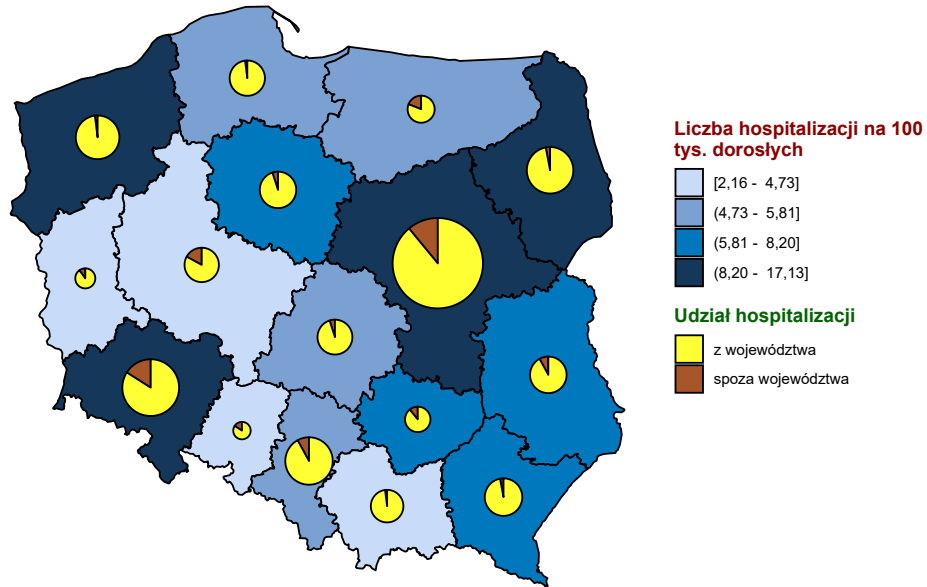 Liczba hospitalizacji na 100
tys. dorosłych
[2,16 - 4,73]
(4,73 - 5,81]
(5,81 - 8,20]
(8,20 - 17,13]
Udział hospitalizacji
z województwa
spoza województwa